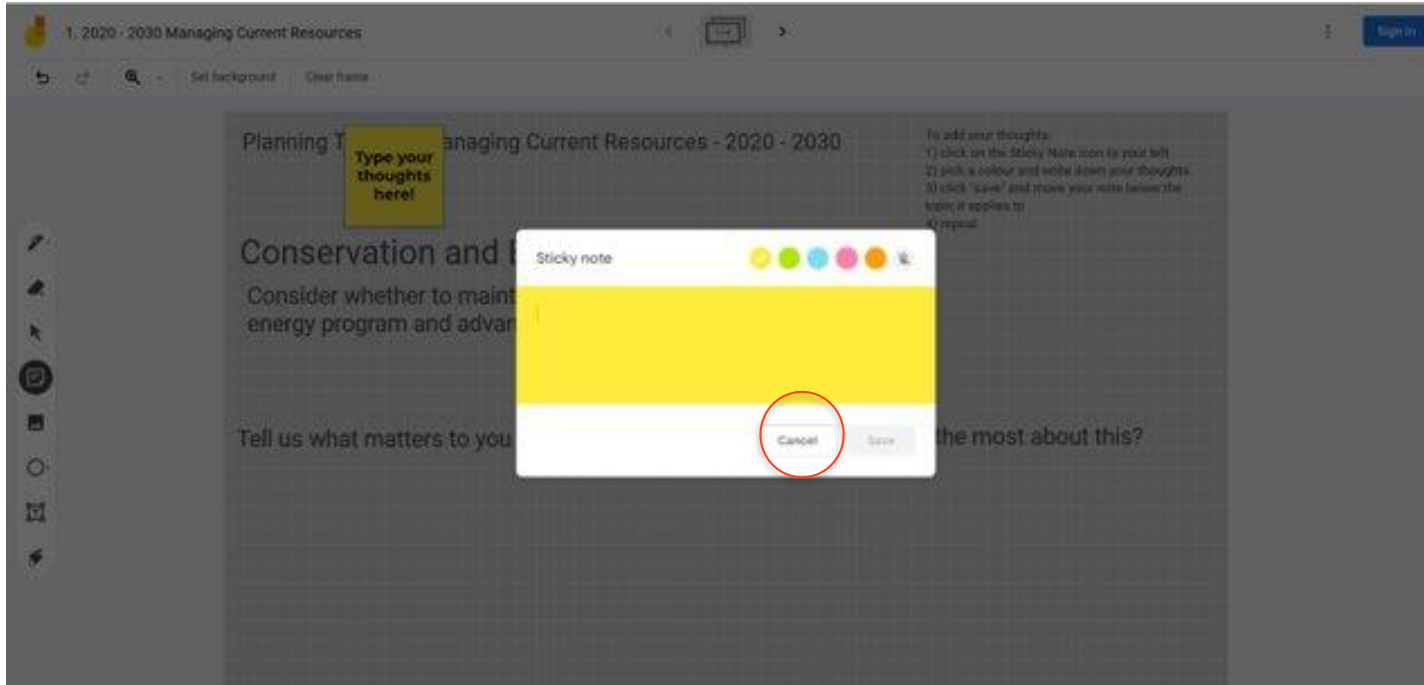 1. 2020 - 2030 Managing Current Resources
Sign in
Set background
Clear frame
Planning T
anaging Current Resources - 2020 - 2030
Type your
thoughts
here!
To add your thoughts:
1) click on the Sticky Note icon to your left
2) pick a colour and write down your thoughts
3) click "save" and move your note below the
topic it applies to
4) repeat
Conservation and
Consider whether to maint
energy program and advan
Sticky note
Tell us what matters to you
the most about this?
Cancel
Save